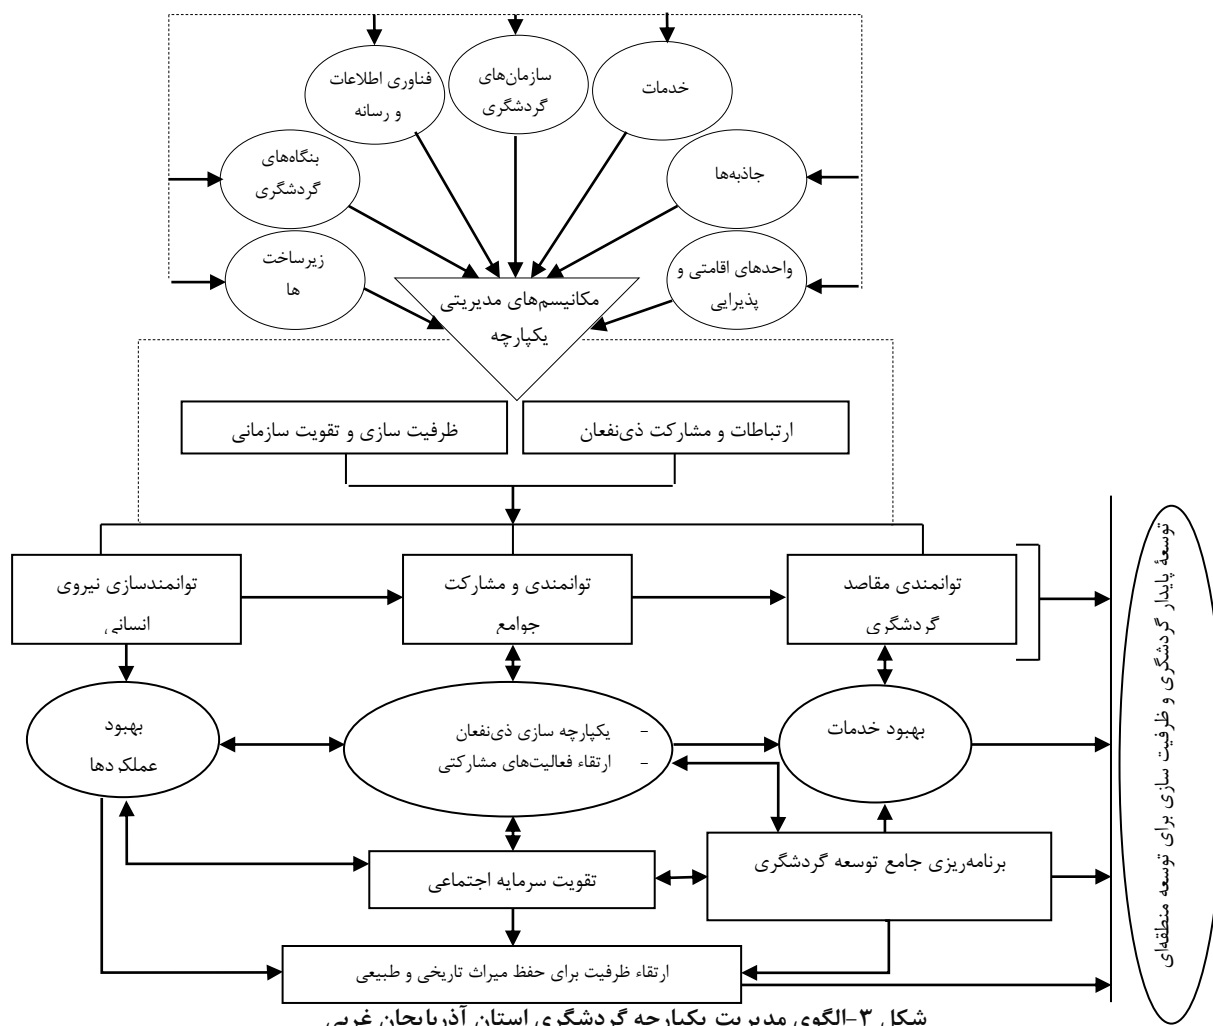 خدمات
سازمان‌های
گردشگری
فناوری اطلاعات
و رسانه
جاذبه‌ها
بنگاه‌های
گردشگری
واحدهای اقامتی و
پذیرایی
زیرساخت
ها
مکانیسم‌های مدیریتی
یکپارچه
ارتباطات و مشارکت ذی‌نفعان
ظرفیت سازی و تقویت سازمانی
توانمندی مقاصد
گردشگری
توانمندی و مشارکت
جوامع
توانمندسازی نیروی
انسانی
بهبود خدمات
- یکپارچه سازی ذی‌نفعان
- ارتقاء فعالیت‌های مشارکتی
بهبود
عملکردها
برنامه‌ریزی جامع توسعه گردشگری
تقویت سرمایه اجتماعی
ارتقاء ظرفیت برای حفظ میراث تاریخی و طبیعی
توسعۀ پایدار گردشگری و ظرفیت سازی برای توسعه منطقه‌ای
شکل ۳-الگوی مدیریت یکپارچه گردشگری استان آذربایجان غربی